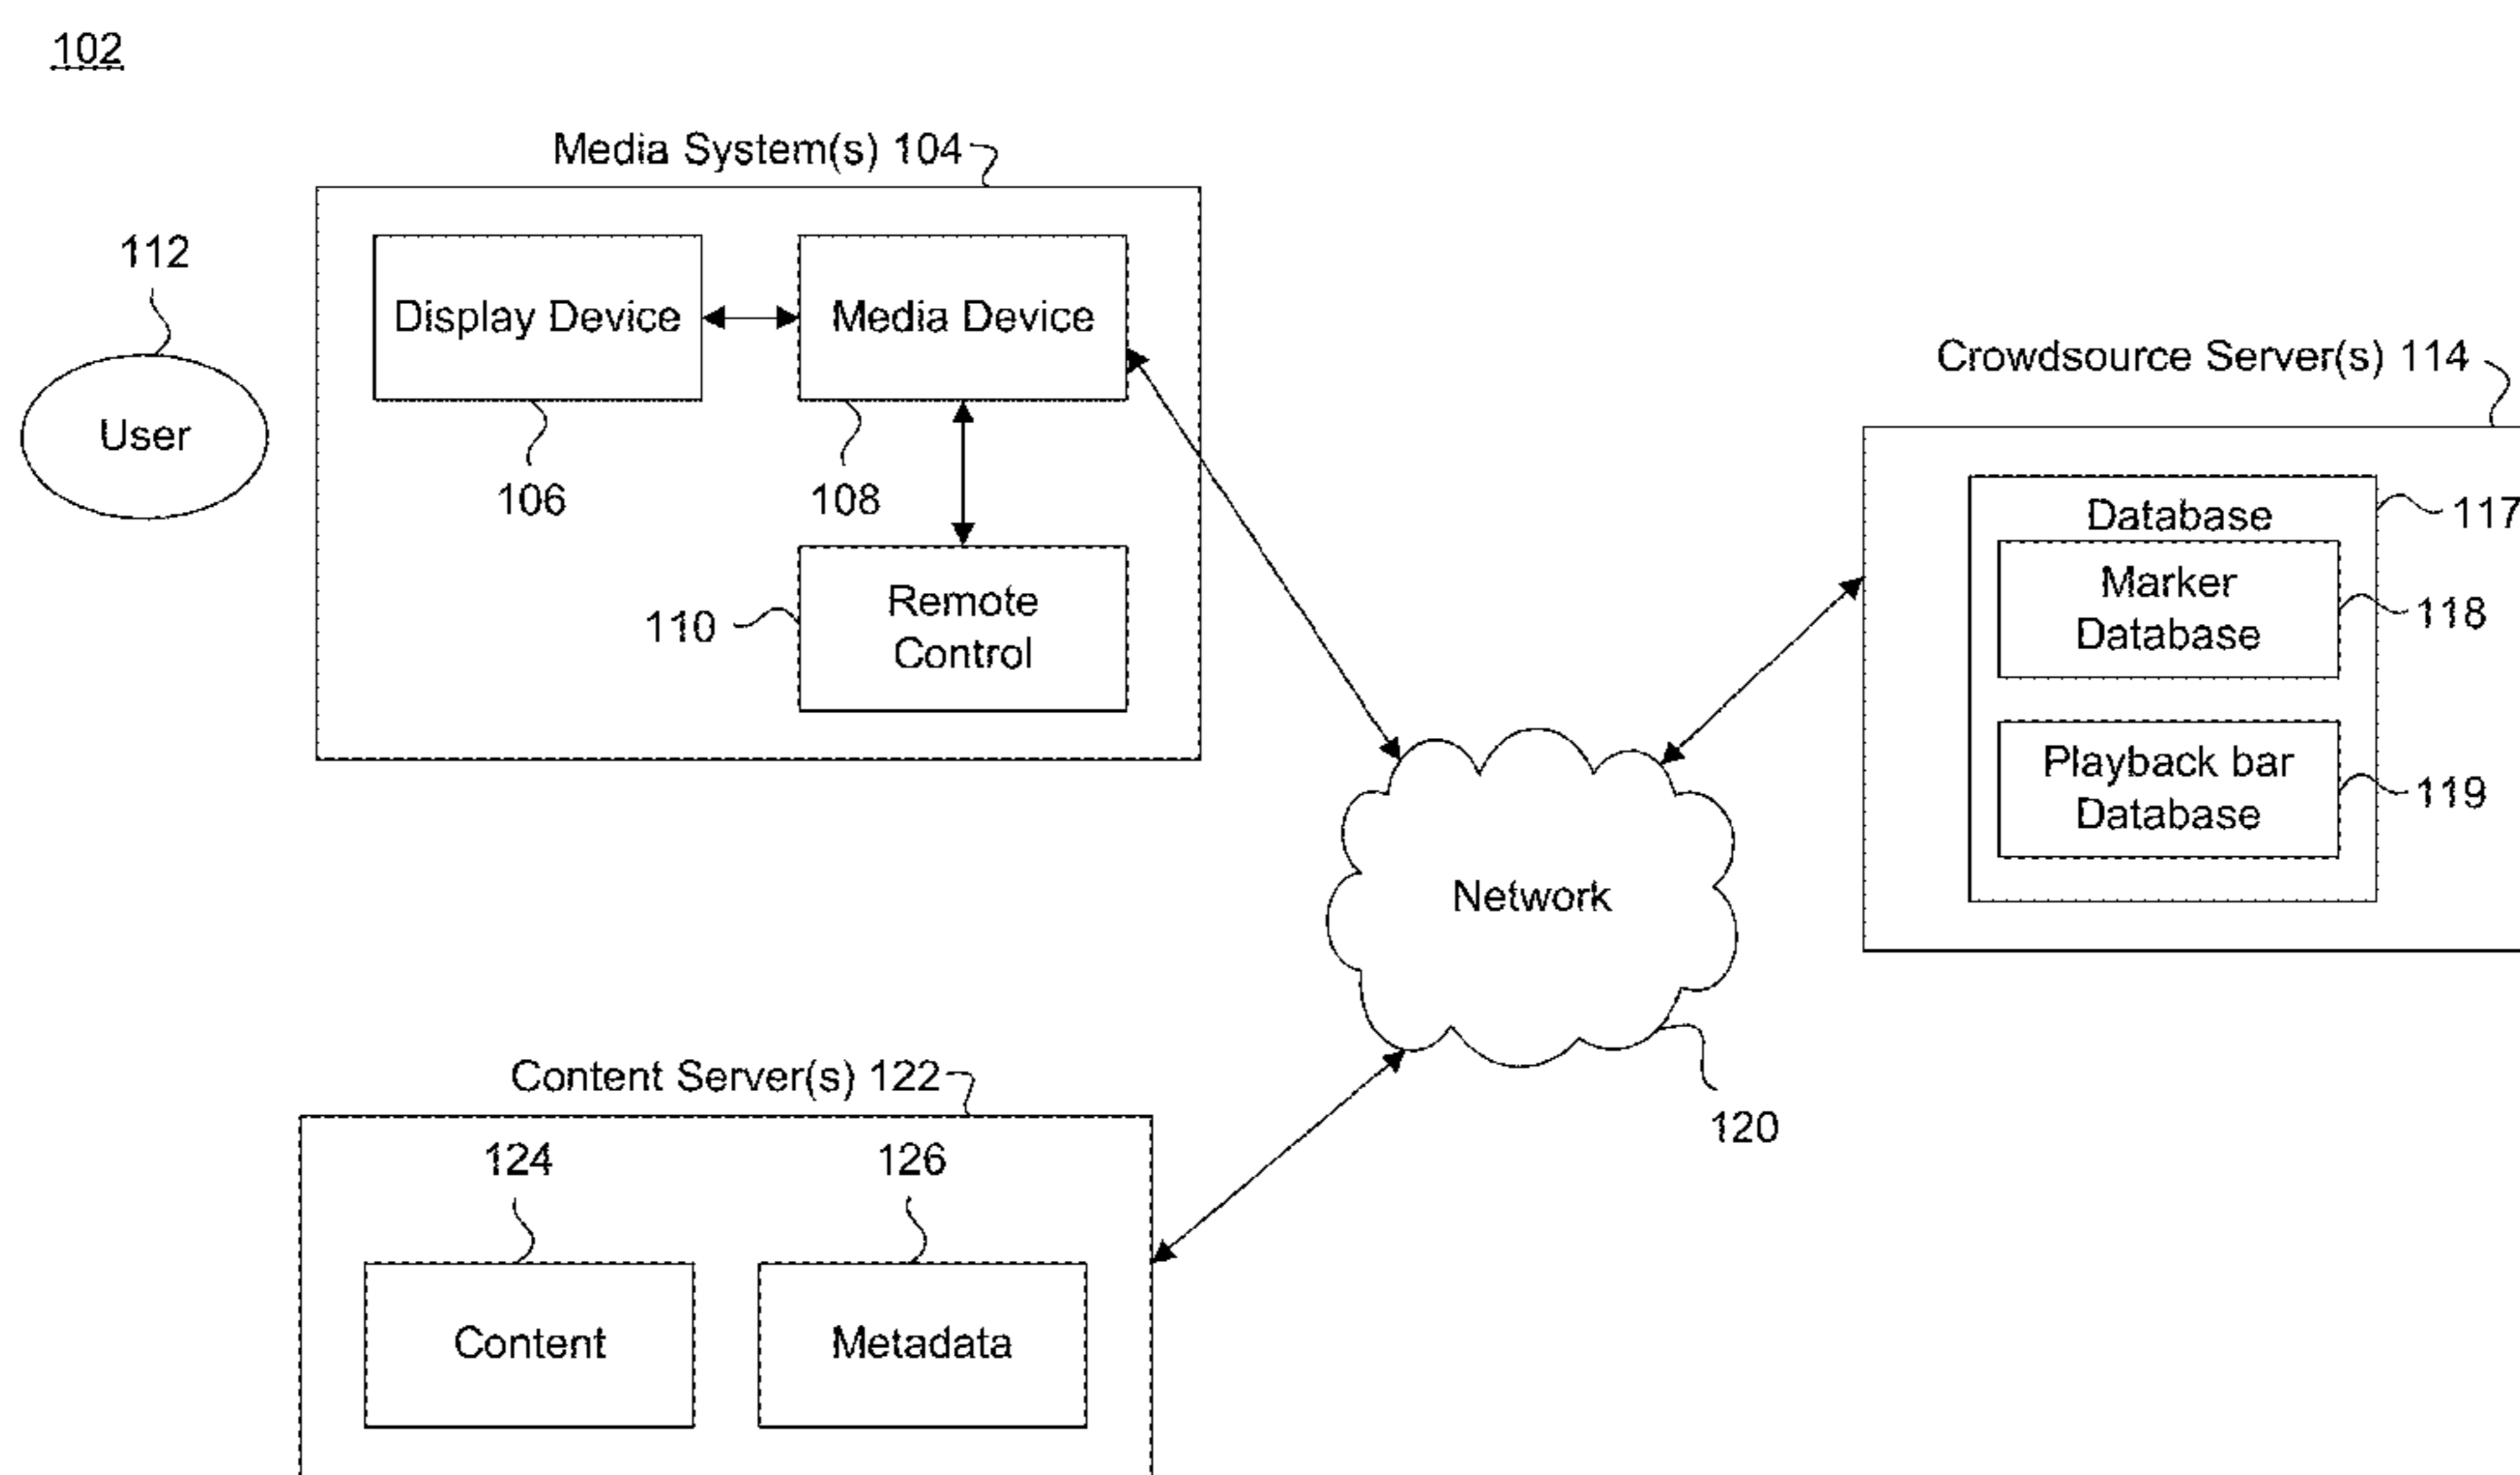 102
Media System(s) 104
112
User
Display Device
Media Device
106
108
110
Remote
Control
Crowdsource Server(s) 114
Database
117
Marker
Database
118
Playback bar
Database
119
Network
120
Content Server(s) 122
124
126
Content
Metadata